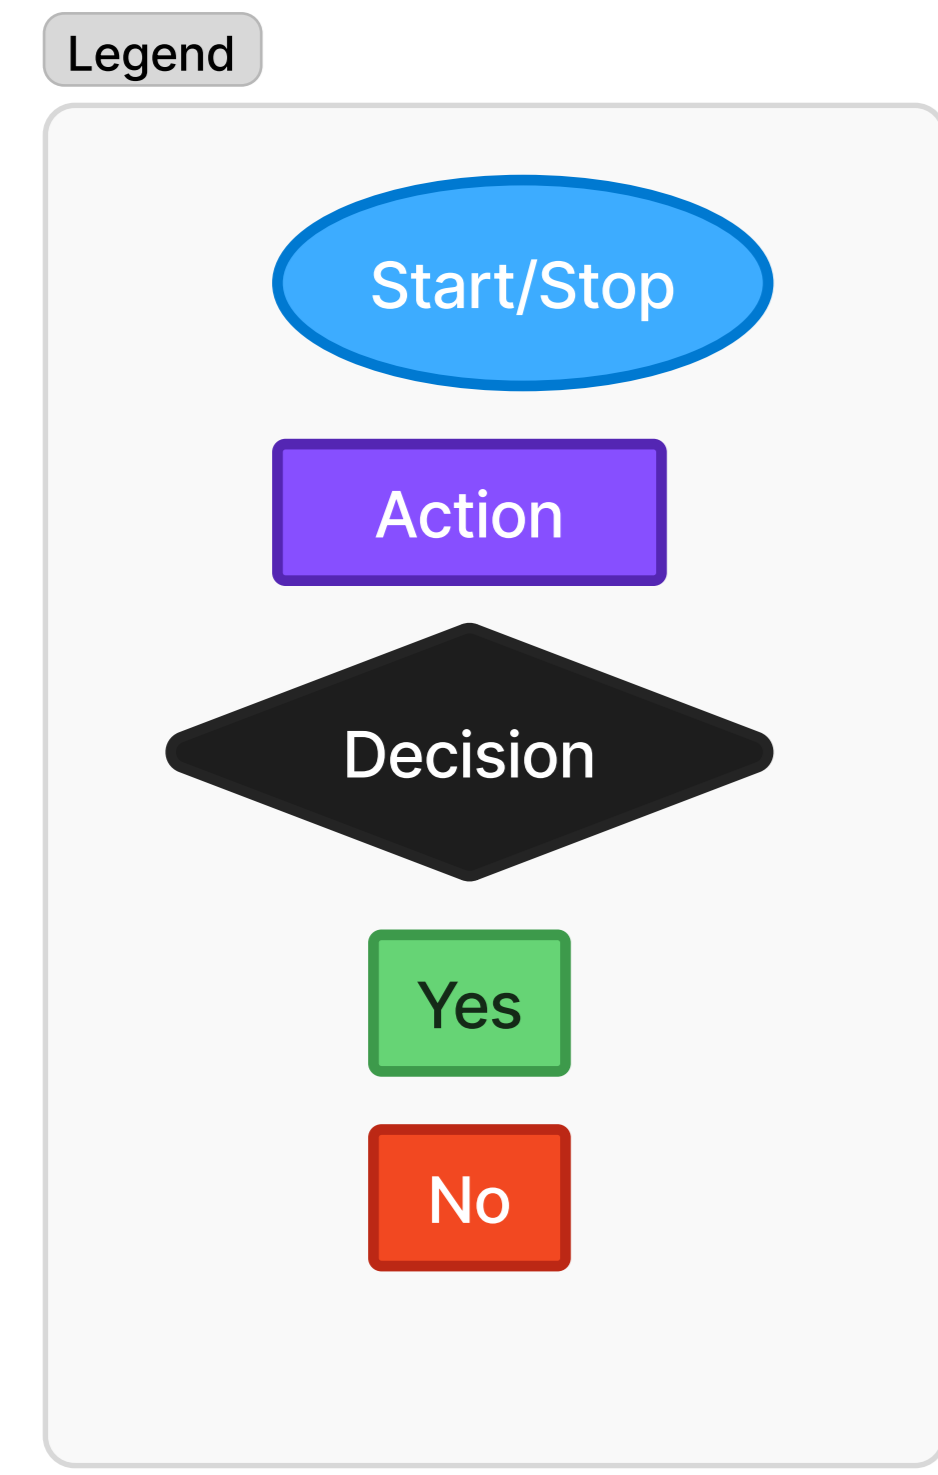 Legend
Start/Stop
Action
Decision
Yes
No